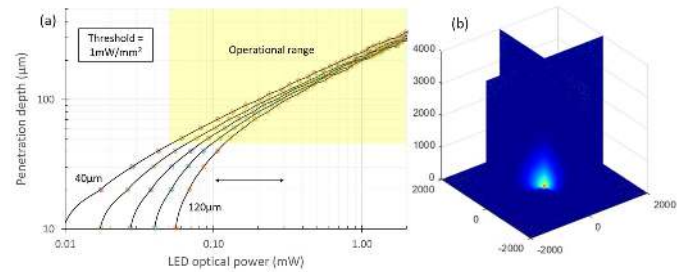 (a)
Threshold =
1mW/mm²
Operational range
Penetration depth (μm)
100
10
40μm
120μm
0.01
0.10
1.00
LED optical power (mW)
(b)
4000
3000
2000
1000
0
2000
0
-2000
-2000
0
2000